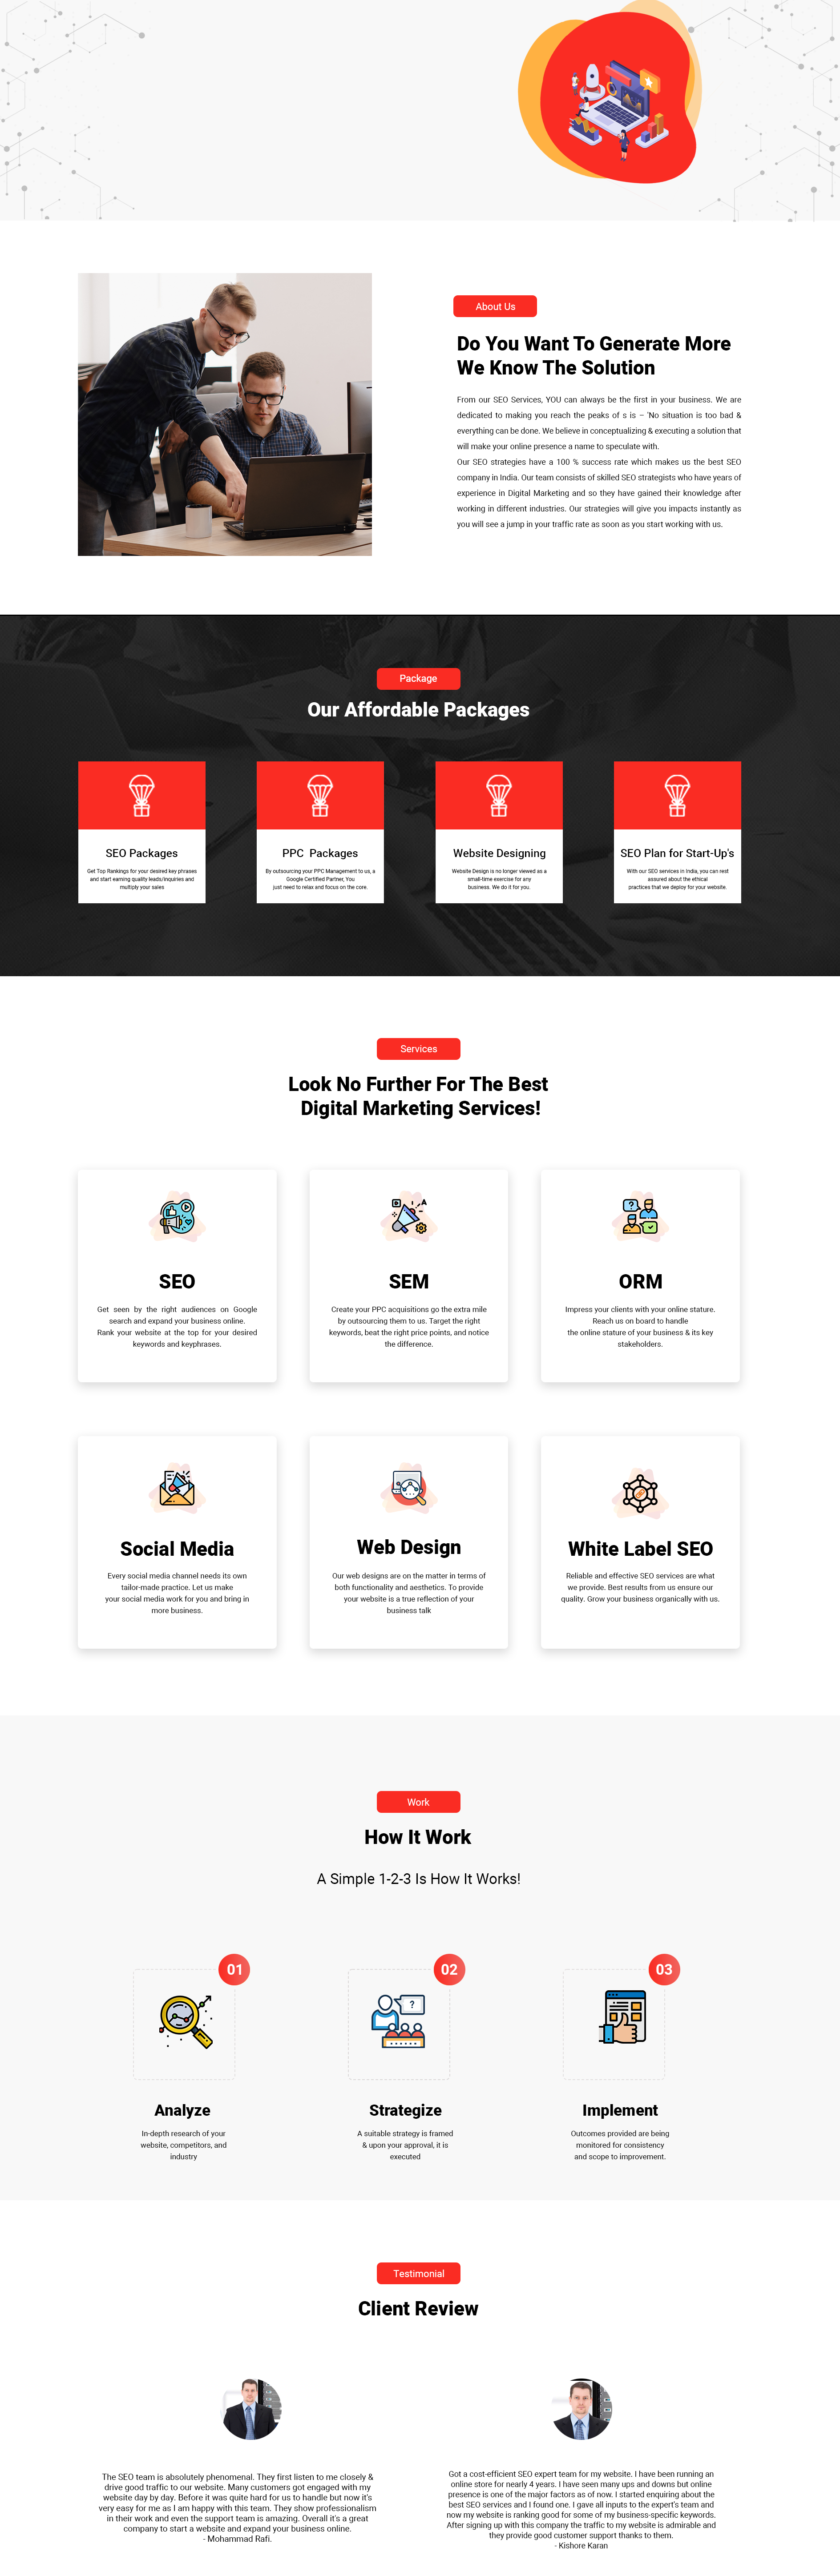 About Us
Do You Want To Generate More
We Know The Solution
From our SEO Services, YOU can always be the first in your business. We are
dedicated to making you reach the peaks of s is – 'No situation is too bad &
everything can be done. We believe in conceptualizing & executing a solution that
will make your online presence a name to speculate with.
Our SEO strategies have a 100 % success rate which makes us the best SEO
company in India. Our team consists of skilled SEO strategists who have years of
experience in Digital Marketing and so they have gained their knowledge after
working in different industries. Our strategies will give you impacts instantly as
you will see a jump in your traffic rate as soon as you start working with us.
Package
Our Affordable Packages
SEO Packages
Get Top Rankings for your desired key phrases
and start earning quality leads/inquiries and
multiply your sales
PPC Packages
By outsourcing your PPC Management to us, a
Google Certified Partner, You
just need to relax and focus on the core.
Website Designing
Website Design is no longer viewed as a
small-time exercise for any
business. We do it for you.
SEO Plan for Start-Up's
With our SEO services in India, you can rest
assured about the ethical
practices that we deploy for your website.
Services
Look No Further For The Best
Digital Marketing Services!
SEO
Get seen by the right audiences on Google
search and expand your business online.
Rank your website at the top for your desired
keywords and keyphrases.
SEM
Create your PPC acquisitions go the extra mile
by outsourcing them to us. Target the right
keywords, beat the right price points, and notice
the difference.
ORM
Impress your clients with your online stature.
Reach us on board to handle
the online stature of your business & its key
stakeholders.
Social Media
Every social media channel needs its own
tailor-made practice. Let us make
your social media work for you and bring in
more business.
Web Design
Our web designs are on the matter in terms of
both functionality and aesthetics. To provide
your website is a true reflection of your
business talk
White Label SEO
Reliable and effective SEO services are what
we provide. Best results from us ensure our
quality. Grow your business organically with us.
Work
How It Work
A Simple 1-2-3 Is How It Works!
01
Analyze
In-depth research of your
website, competitors, and
industry
02
Strategize
A suitable strategy is framed
& upon your approval, it is
executed
03
Implement
Outcomes provided are being
monitored for consistency
and scope to improvement.
Testimonial
Client Review
The SEO team is absolutely phenomenal. They first listen to me closely &
drive good traffic to our website. Many customers got engaged with my
website day by day. Before it was quite hard for us to handle but now it's
very easy for me as I am happy with this team. They show professionalism
in their work and even the support team is amazing. Overall it's a great
company to start a website and expand your business online.
- Mohammad Rafi.
Got a cost-efficient SEO expert team for my website. I have been running an
online store for nearly 4 years. I have seen many ups and downs but online
presence is one of the major factors as of now. I started enquiring about the
best SEO services and I found one. I gave all inputs to the expert's team and
now my website is ranking good for some of my business-specific keywords.
After signing up with this company the traffic to my website is admirable and
they provide good customer support thanks to them.
- Kishore Karan